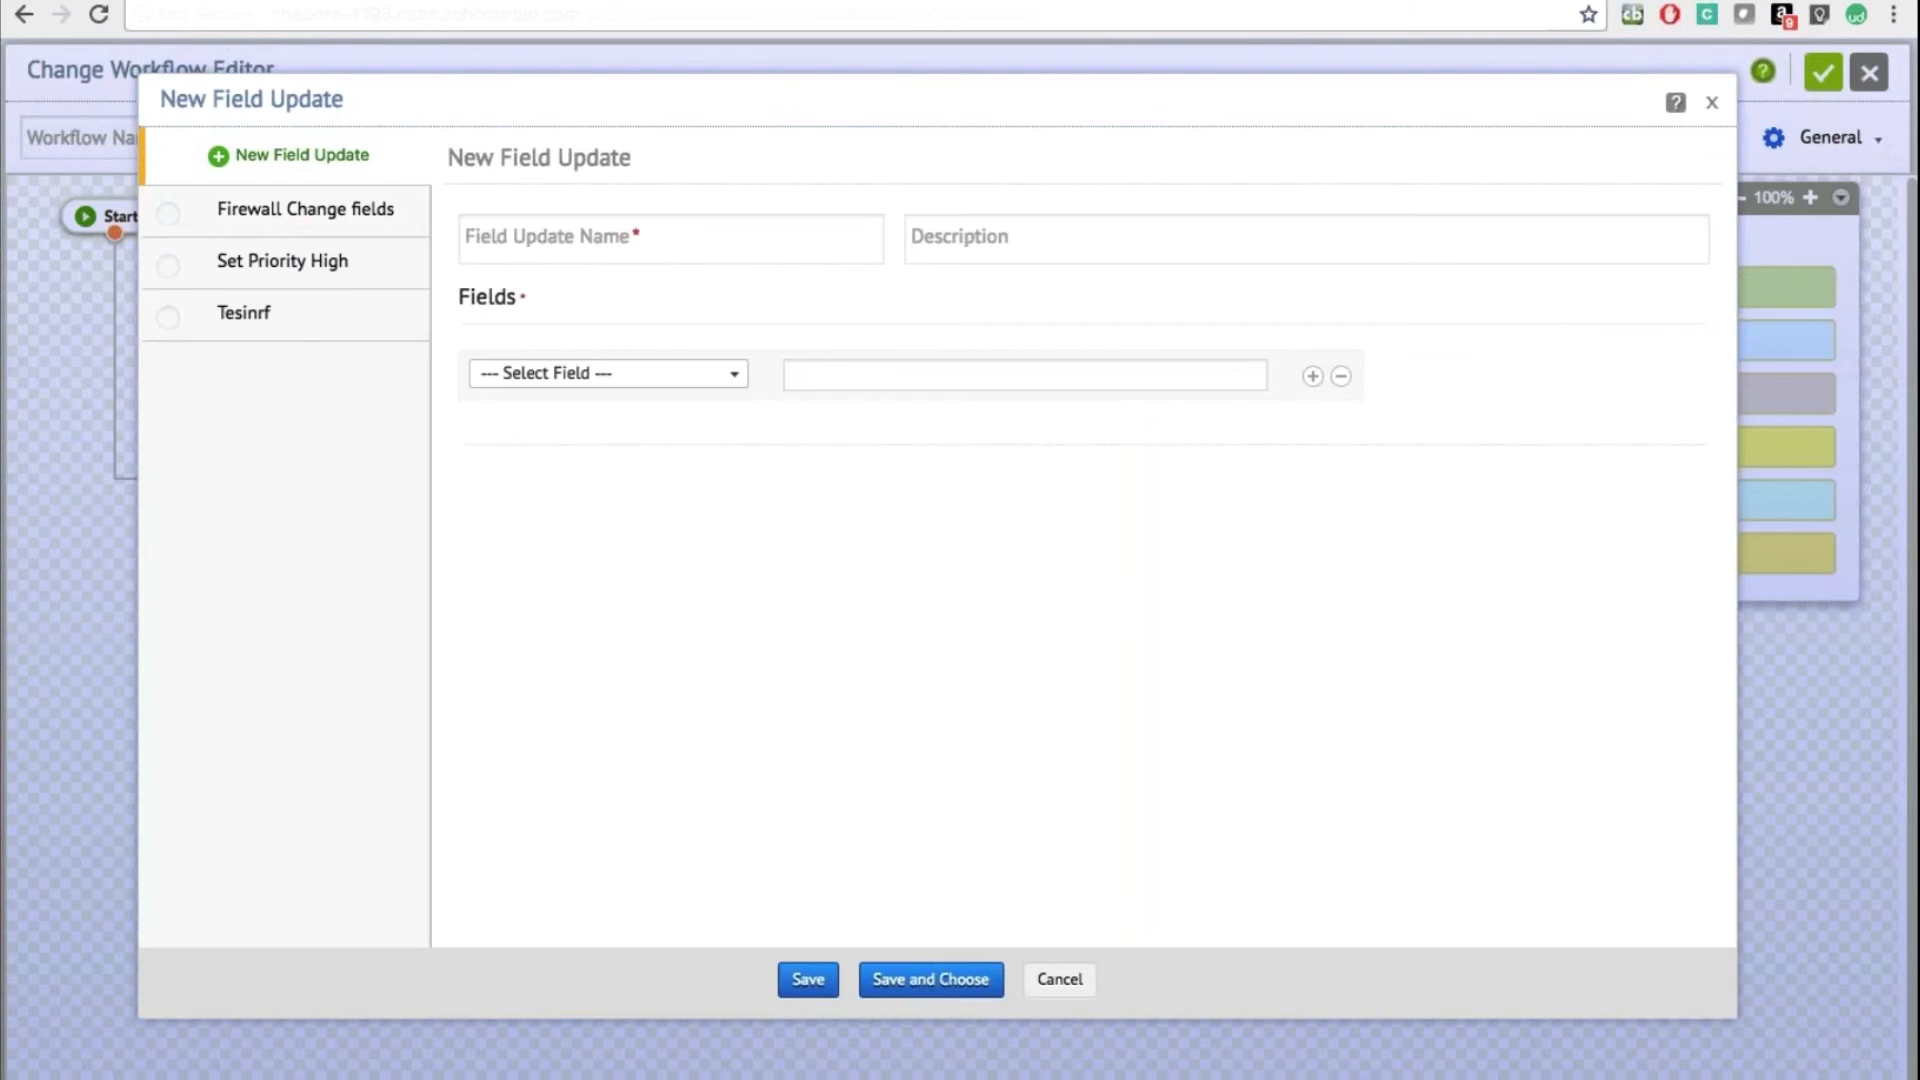 Change Workflow Editor
New Field Update
Workflow Na
New Field Update
New Field Update
General
Firewall Change fields
100%
Start
Field Update Name*
Description
Set Priority High
Fields *
Tesinrf
--- Select Field ---
Save
Save and Choose
Cancel